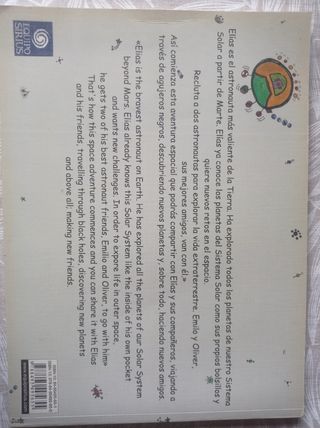 Elías es el astronauta más valiente de la Tierra. Ha explorado todos los planetas de nuestro Sistema
Solar a partir de Marte. Elías ya conoce los planetas del Sistema Solar como sus propios bolsillos y
quiere nuevos retos en el espacio.
Recluta a dos astronautas para explorar la vida extraterrestre. Emilio y Oliver,
sus mejores amigos, van con él.»
Así comienza esta aventura espacial que podrás compartir con Elías y sus compañeros, viajando a
través de agujeros negros, descubriendo nuevos planetas y, sobre todo, haciendo nuevos amigos.
«Elias is the bravest astronaut on Earth. He has explored all the planets of our Solar System
beyond Mars. Elias already knows this Solar System like the inside of his own pocket
and wants new challenges. In order to expore life in outer space,
he gets two of his best astronaut friends, Emilio and Oliver, to go with him»
That's how this space adventure commences and you can share it with Elias
and his friends, travelling through black holes, discovering new planets
and above all; making new friends.
EQUIPO
SIRIUS